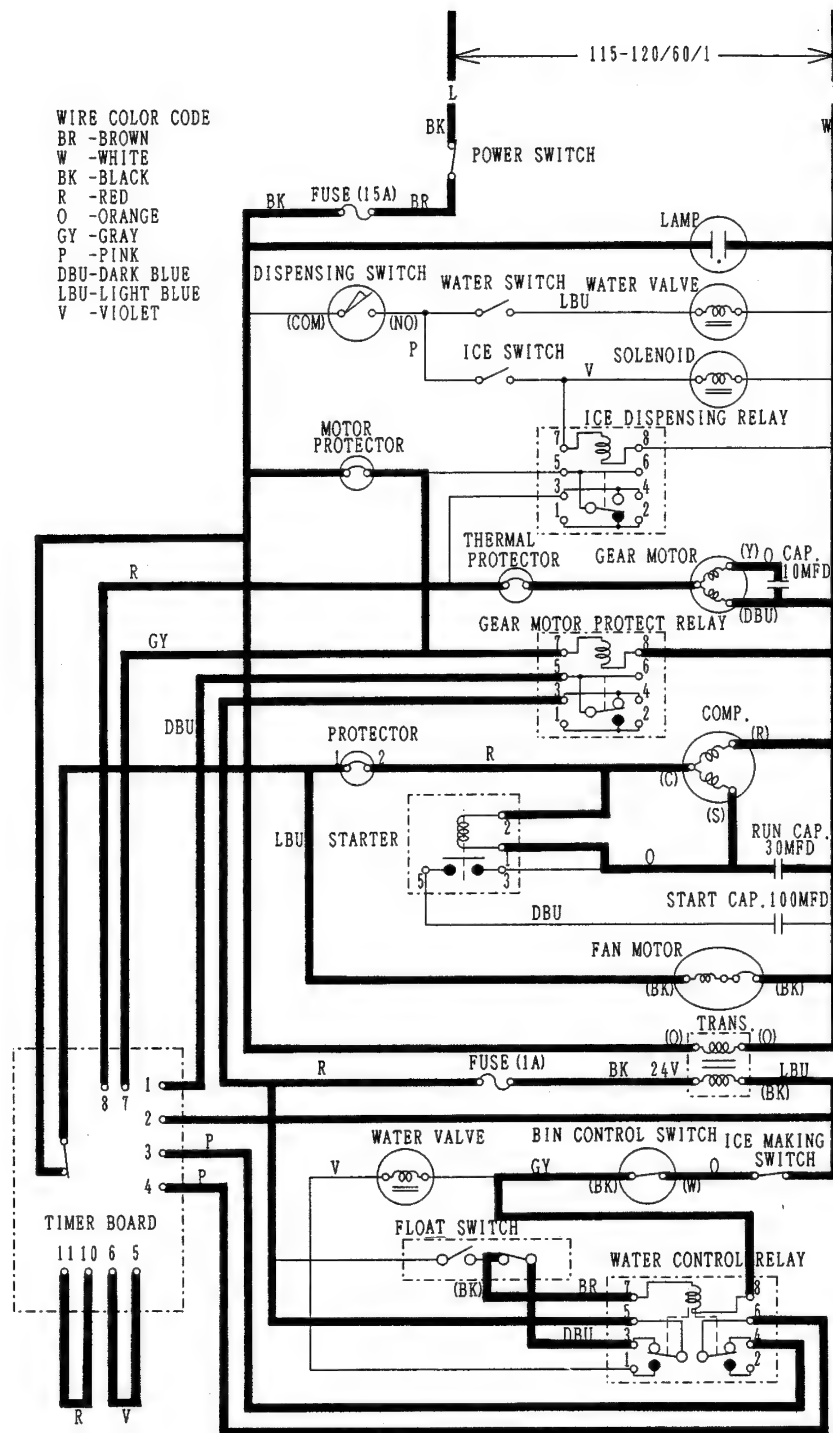 115-120/60/1
L
WIRE COLOR CODE
BR -BROWN
W -WHITE
BK -BLACK
R -RED
O -ORANGE
GY -GRAY
P -PINK
DBU-DARK BLUE
LBU-LIGHT BLUE
V -VIOLET
BK
W
POWER SWITCH
BK FUSE (15A) BR
LAMP
DISPENSING SWITCH WATER SWITCH WATER VALVE
LBU
(COM) (NO)
P ICE SWITCH V SOLENOID
ICE DISPENSING RELAY
MOTOR
PROTECTOR
7 8
5 6
3 4
1 2
THERMAL
PROTECTOR
GEAR MOTOR (Y) O CAP.
10MFD
R
(DBU)
GEAR MOTOR PROTECT RELAY
GY
7 8
5 6
3 4
1 2
DBU
PROTECTOR
COMP.
1 2 R (R)
(C)
(S)
LBU STARTER 2
1
5 3
O
RUN CAP.
30MFD
DBU START CAP.100MFD
FAN MOTOR
(BK) (BK)
TRANS.
(O) (O)
R FUSE (1A) BK 24V LBU
(BK)
8 7 1
2
3 P
4 P
WATER VALVE BIN CONTROL SWITCH ICE MAKING
SWITCH
V GY (BK) (W) O
TIMER BOARD
FLOAT SWITCH
11 10 6 5
(BK)
WATER CONTROL RELAY
BR 7 8
5 6
DBU 3 4
1 2
R V